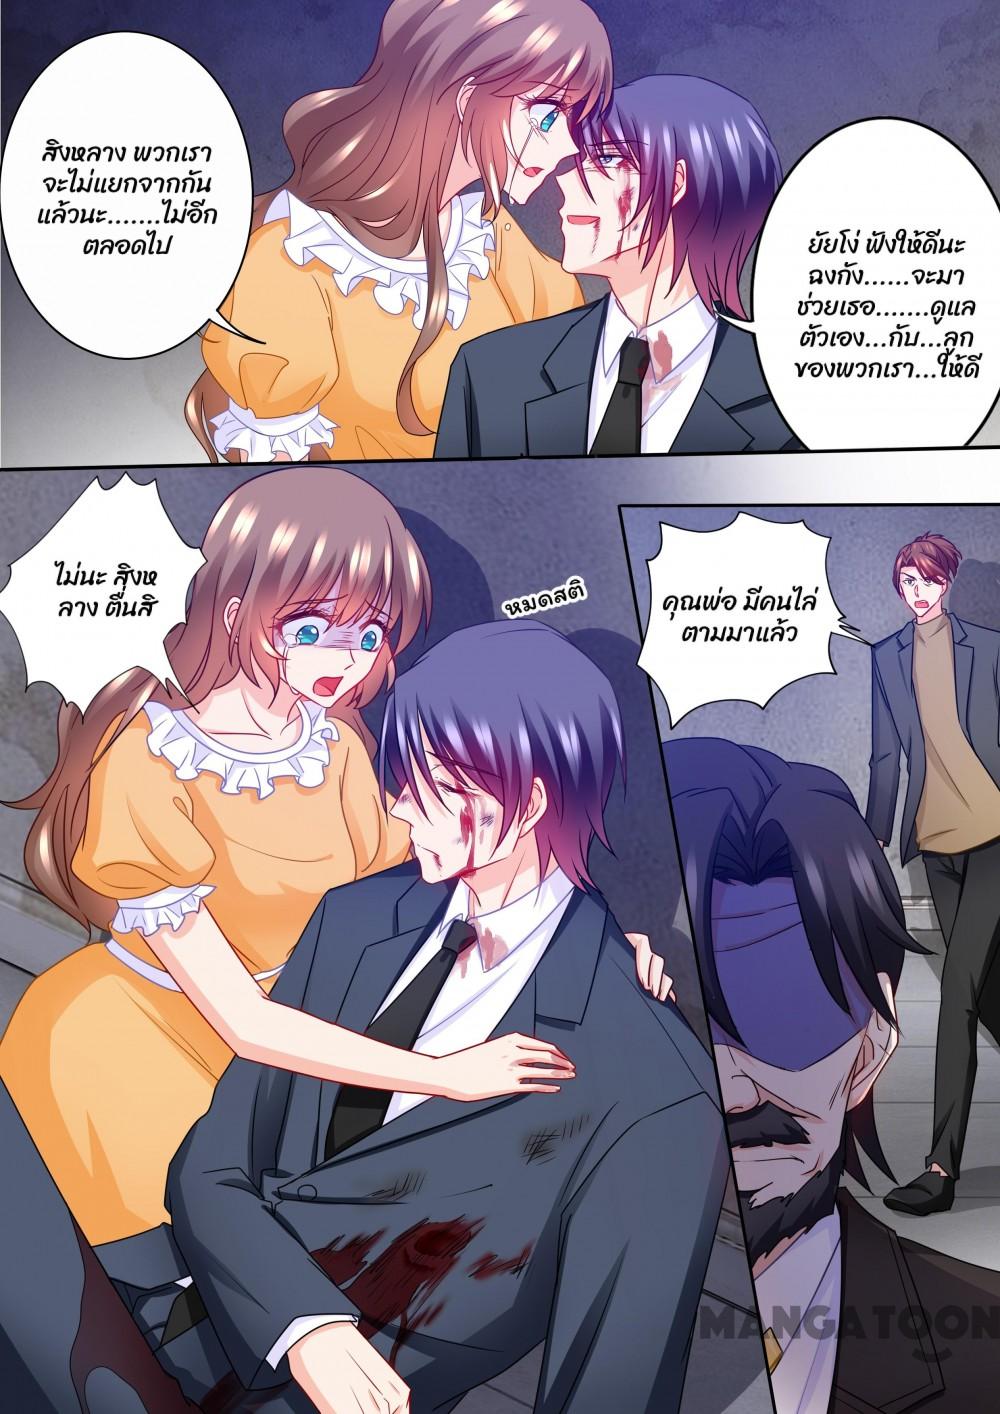 สิงหลาง พวกเรา
จะไม่แยกจากกัน
แล้วนะ.......ไม่อีก
ตลอดไป
ยัยโง่ ฟังให้ดีนะ
ฉงกัง......จะมา
ช่วยเธอ.......ดูแล
ตัวเอง...กับ...ลูก
ของพวกเรา...ให้ดี
ไม่นะ สิงห
ลาง ตื่นสิ
หมดสติ
คุณพ่อ มีคนไล่
ตามมาแล้ว
MANGATOON